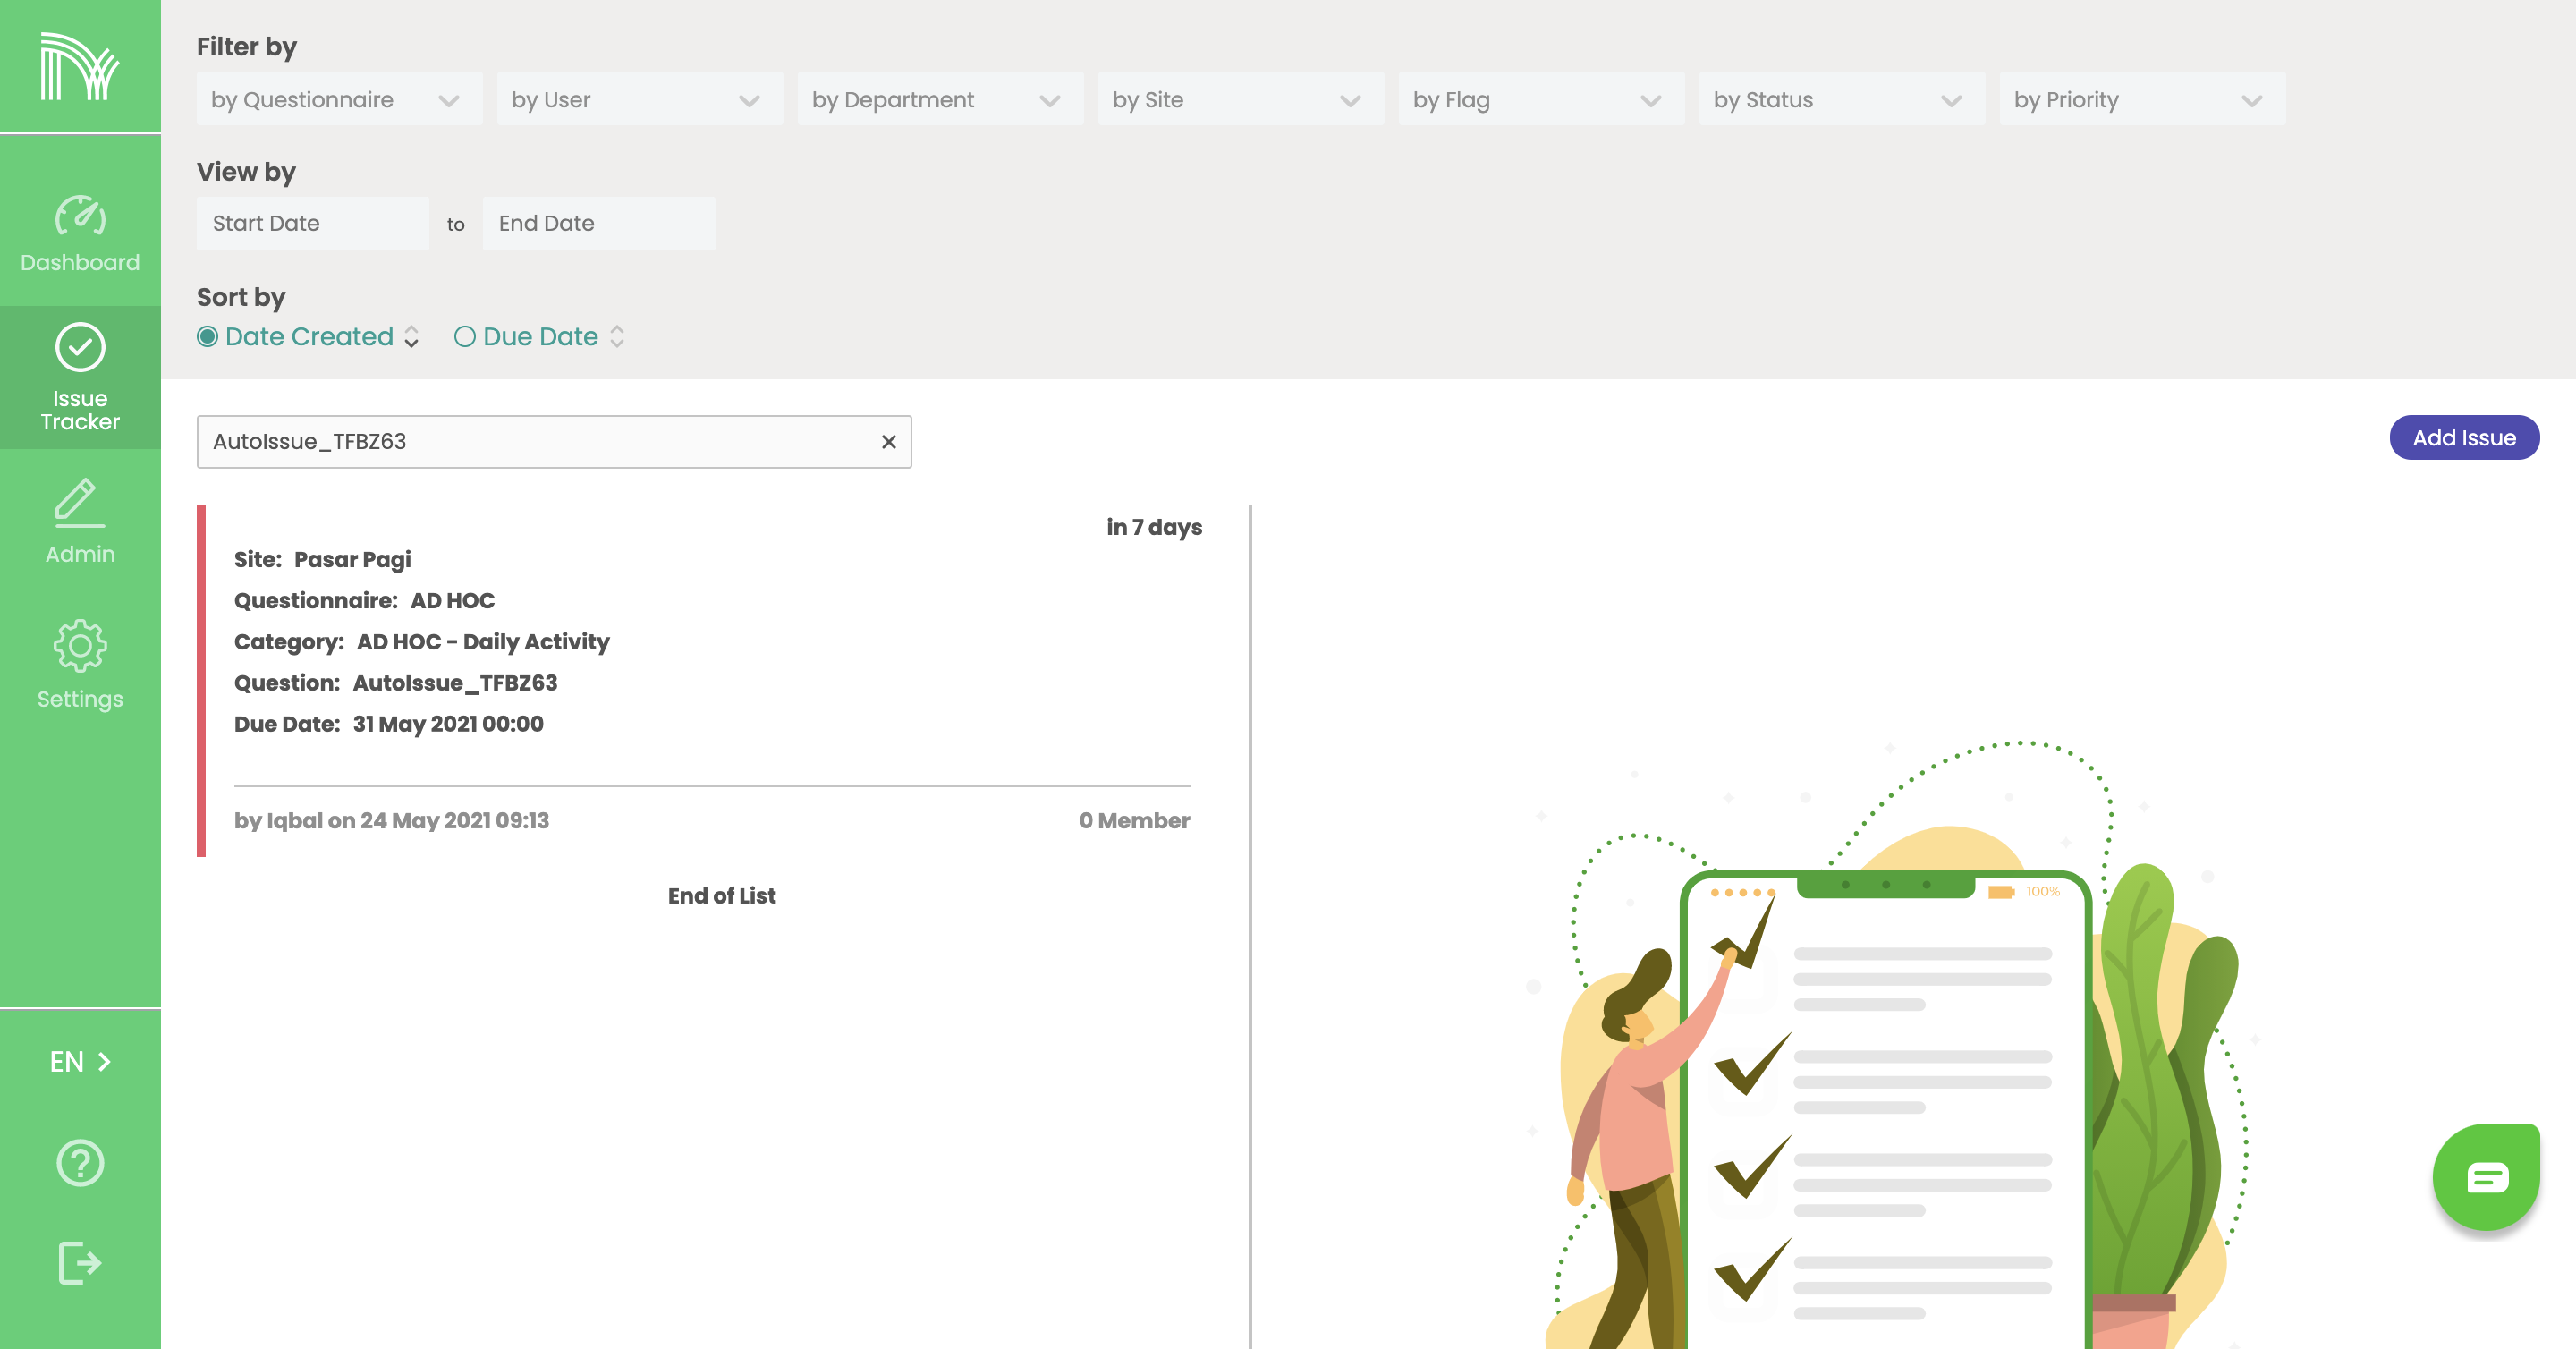 Filter by
by Questionnaire
by User
by Department
by Site
by Flag
by Status
by Priority
View by
Start Date
to
End Date
Sort by
Date Created
Due Date
Dashboard
Issue
Tracker
Admin
Settings
EN
AutoIssue_TFBZ63
Add Issue
in 7 days
Site: Pasar Pagi
Questionnaire: AD HOC
Category: AD HOC - Daily Activity
Question: AutoIssue_TFBZ63
Due Date: 31 May 2021 00:00
by Iqbal on 24 May 2021 09:13
0 Member
End of List
100%